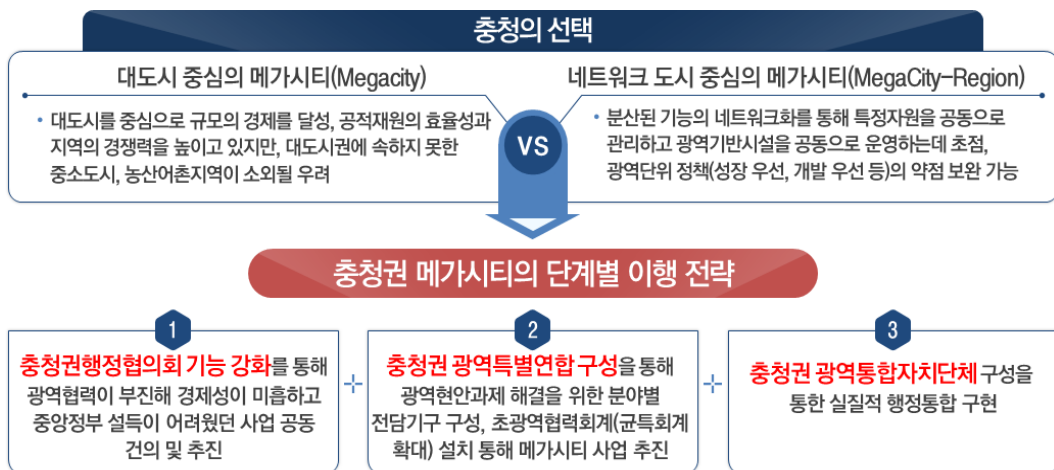 충청의 선택
대도시 중심의 메가시티(Megacity)
• 대도시를 중심으로 규모의 경제를 달성, 공적재원의 효율성과
지역의 경쟁력을 높이고 있지만, 대도시권에 속하지 못한
중소도시, 농산어촌지역이 소외될 우려
VS
네트워크 도시 중심의 메가시티(MegaCity-Region)
• 분산된 기능의 네트워크화를 통해 특정자원을 공동으로
관리하고 광역기반시설을 공동으로 운영하는데 초점,
광역단위 정책(성장 우선, 개발 우선 등)의 약점 보완 가능
충청권 메가시티의 단계별 이행 전략
1
충청권행정협의회 기능 강화를 통해
광역협력이 부진해 경제성이 미흡하고
중앙정부 설득이 어려웠던 사업 공동
건의 및 추진
2
충청권 광역특별연합 구성을 통해
광역현안과제 해결을 위한 분야별
전담기구 구성, 초광역협력회계(균특회계
확대) 설치 통해 메가시티 사업 추진
3
충청권 광역통합자치단체 구성을
통한 실질적 행정통합 구현